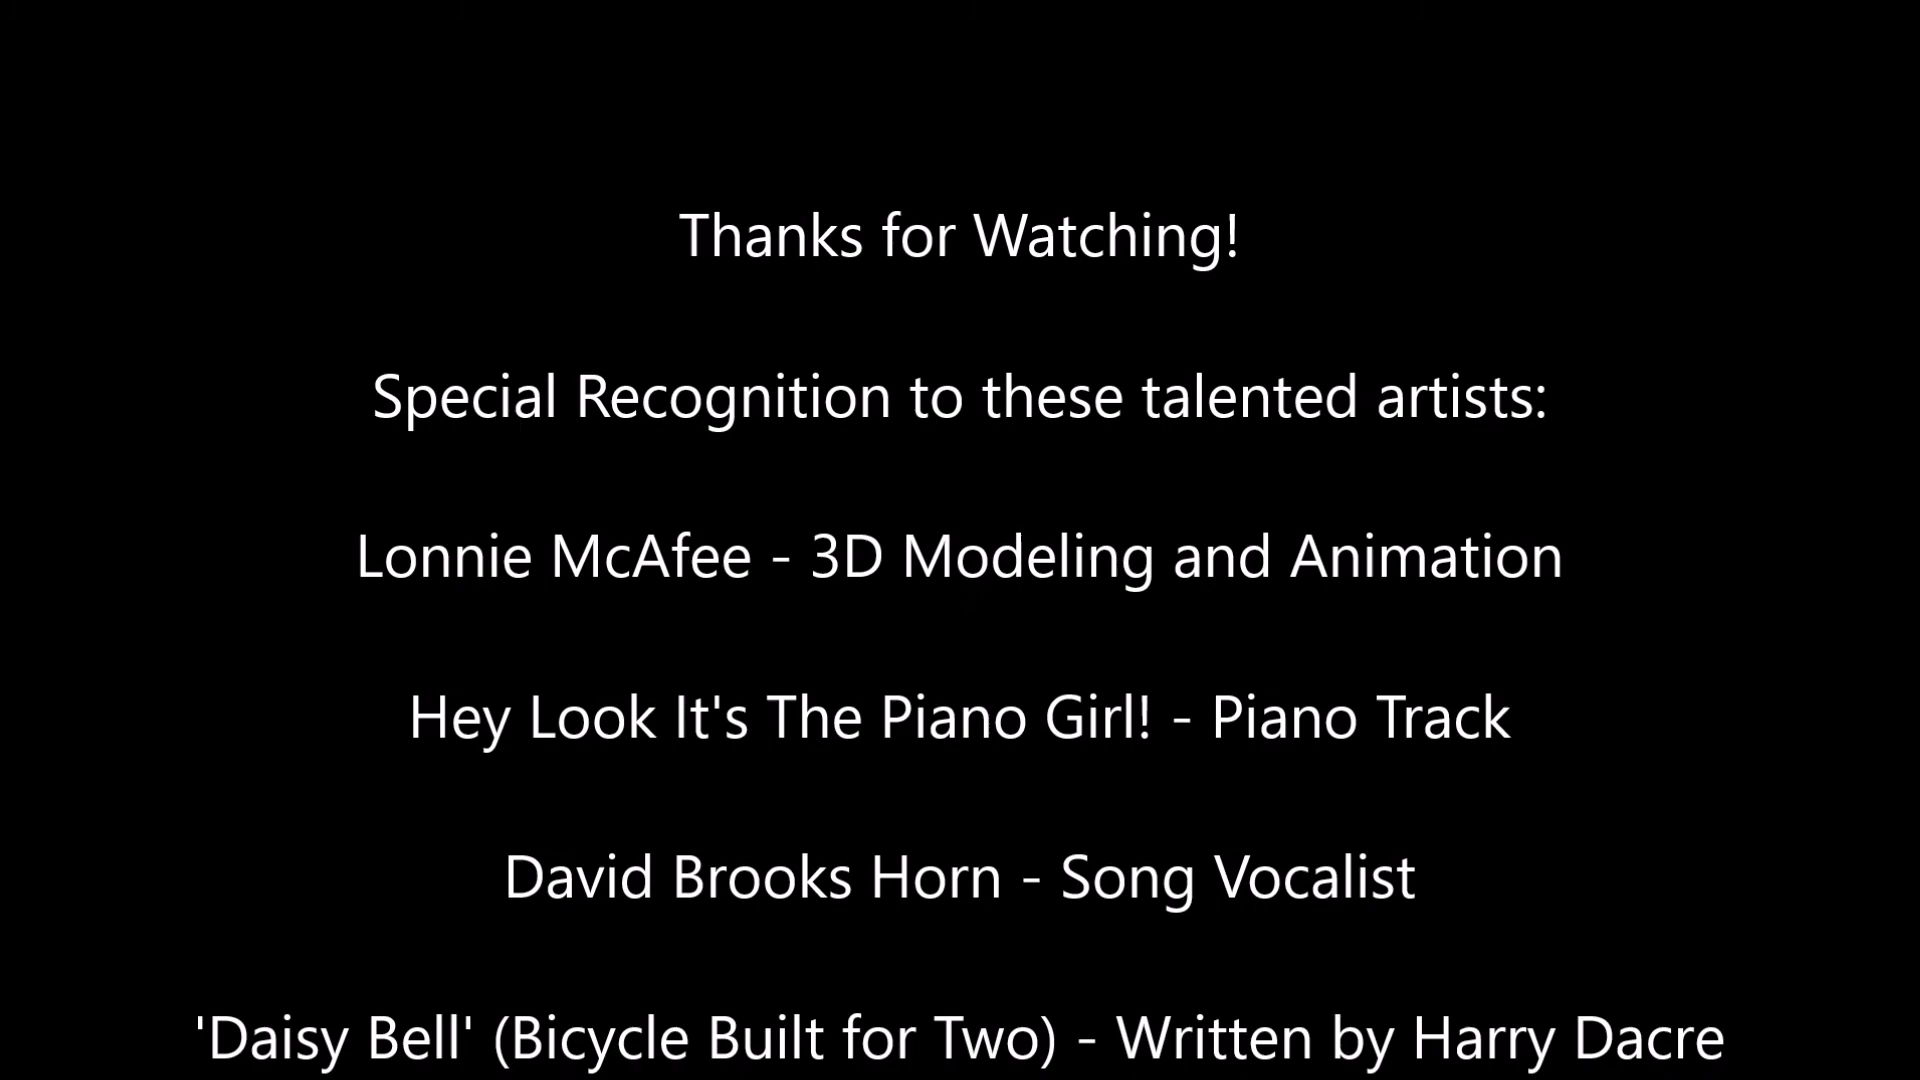 Thanks for Watching!
Special Recognition to these talented artists:
Lonnie McAfee - 3D Modeling and Animation
Hey Look It's The Piano Girl! - Piano Track
David Brooks Horn - Song Vocalist
'Daisy Bell' (Bicycle Built for Two) - Written by Harry Dacre